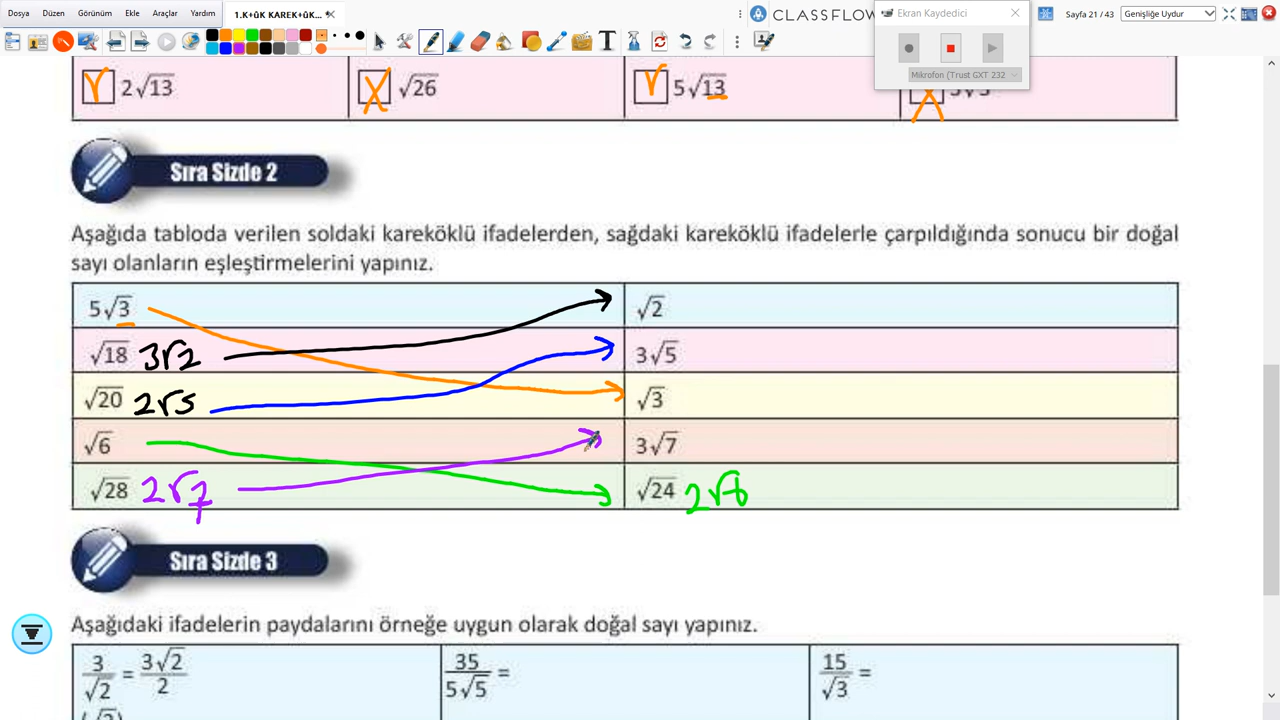 Dosya Düzen Görünüm Ekle Araçlar Yardım
1.K+ûK KAREK+ûK...
CLASSFLOW
Ekran Kaydedici
Sayfa 21 / 43
Genişliğe Uydur
Mikrofon (Trust GXT 232
2√13
√26
5√13
Sıra Sizde 2
Aşağıda tabloda verilen soldaki kareköklü ifadelerden, sağdaki kareköklü ifadelerle çarpıldığında sonucu bir doğal
sayı olanların eşleştirmelerini yapınız.
5√3 √2
√18 3√2 3√5
√20 2√5 √3
√6 3√7
√28 2√7 √24 2√6
Sıra Sizde 3
Aşağıdaki ifadelerin paydalarını örneğe uygun olarak doğal sayı yapınız.
3/√2 = 3√2/2 35/5√5 = 15/√3 =
(√2)